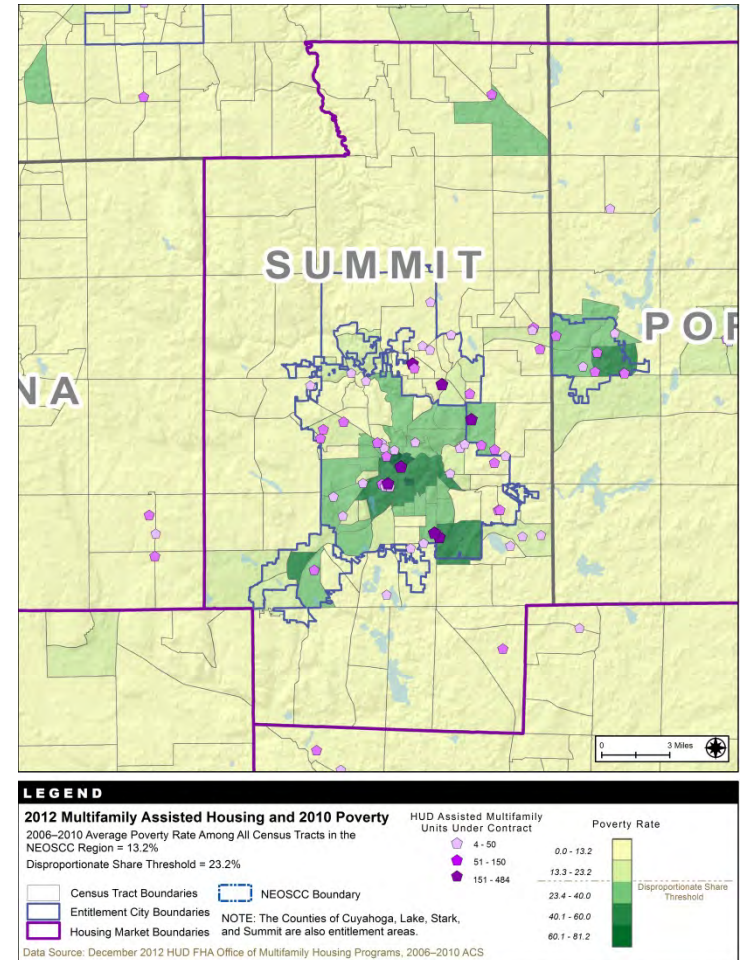 SUMMIT
POR
NA
0 3 Miles
LEGEND
2012 Multifamily Assisted Housing and 2010 Poverty
2006–2010 Average Poverty Rate Among All Census Tracts in the
NEOSCC Region = 13.2%
Disproportionate Share Threshold = 23.2%
Census Tract Boundaries
NEOSCC Boundary
Entitlement City Boundaries
Housing Market Boundaries
NOTE: The Counties of Cuyahoga, Lake, Stark,
and Summit are also entitlement areas.
HUD Assisted Multifamily
Units Under Contract
4 - 50
51 - 150
151 - 484
Poverty Rate
0.0 - 13.2
13.3 - 23.2
23.4 - 40.0
40.1 - 60.0
60.1 - 81.2
Disproportionate Share
Threshold
Data Source: December 2012 HUD FHA Office of Multifamily Housing Programs, 2006–2010 ACS